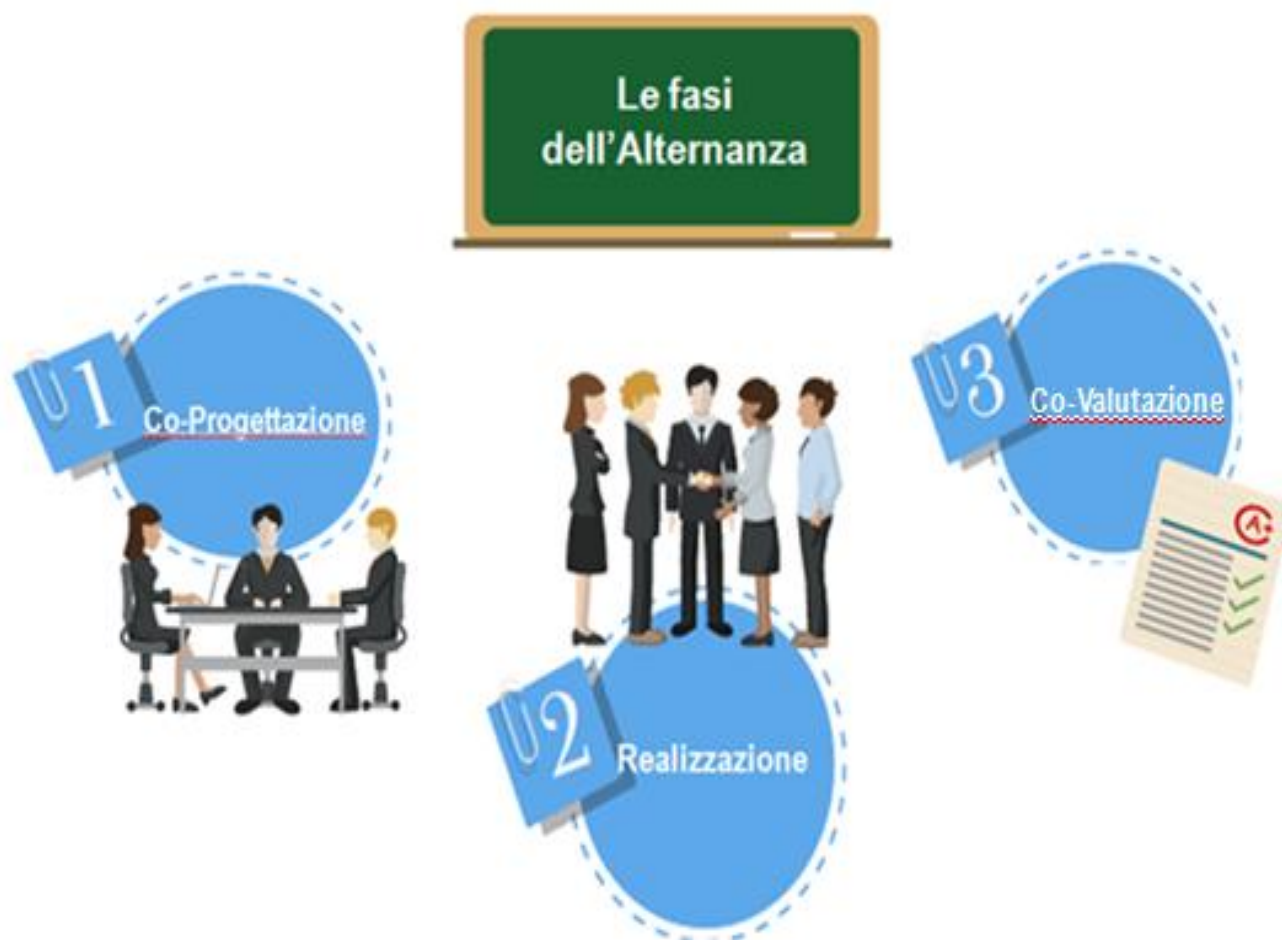 Le fasi
dell'Alternanza
1
Co-Progettazione
2
Realizzazione
3
Co-Valutazione
A+